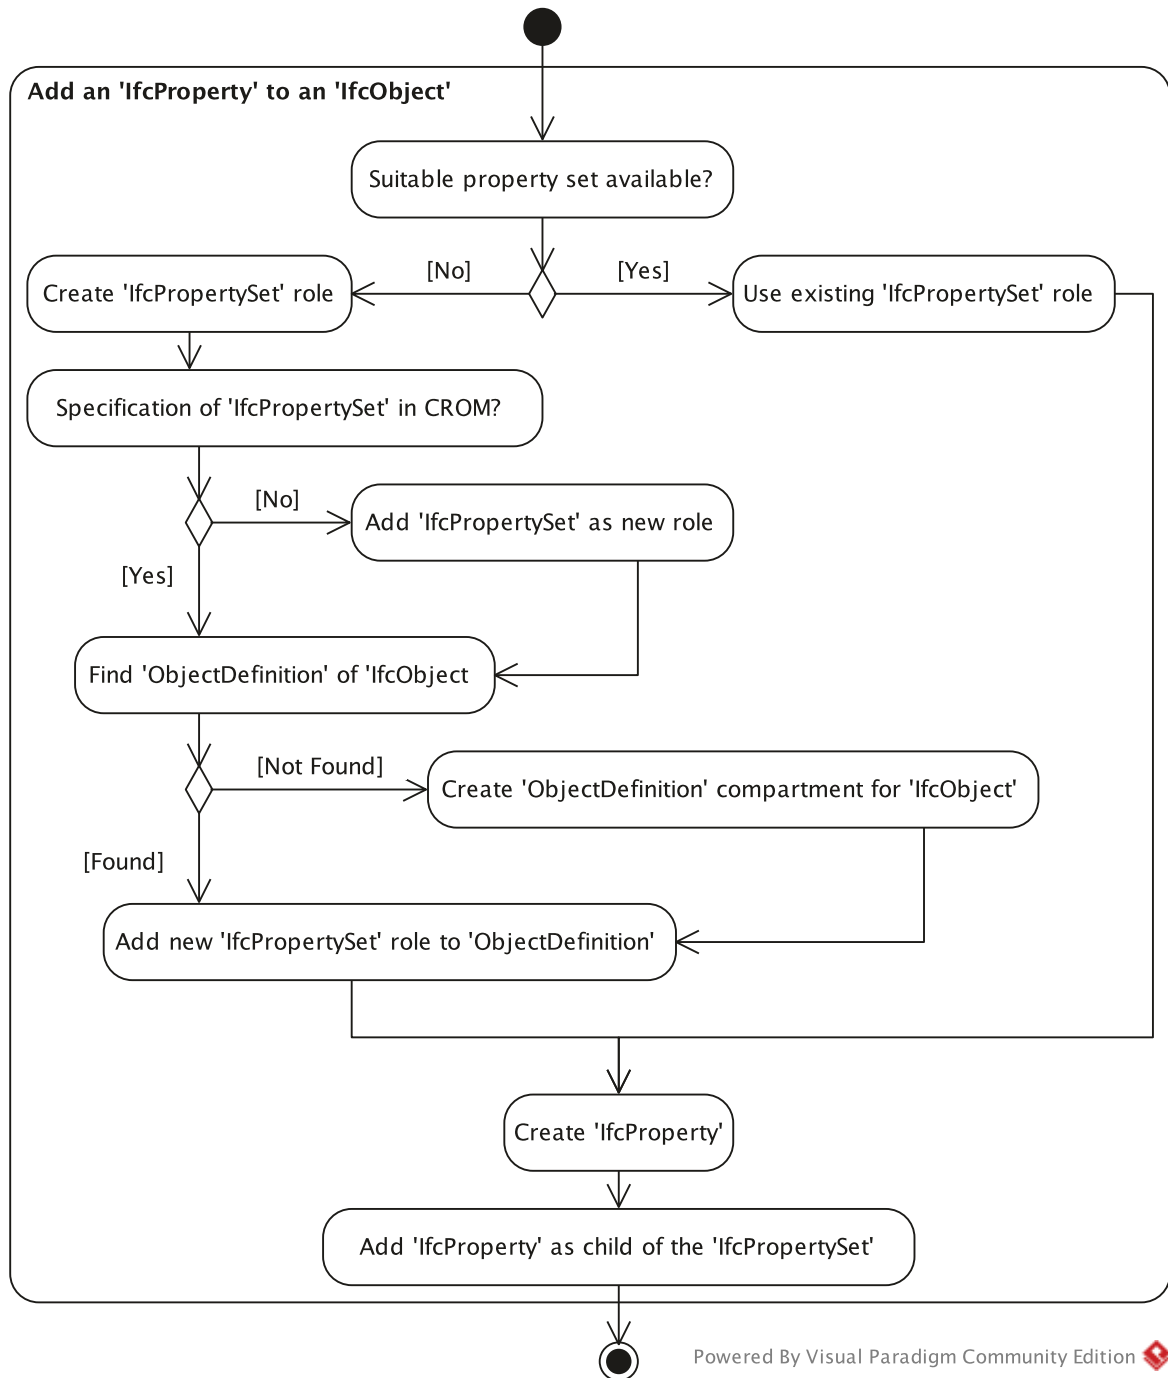 Add an 'IfcProperty' to an 'IfcObject'
Suitable property set available?
[No]
[Yes]
Create 'IfcPropertySet' role
Use existing 'IfcPropertySet' role
Specification of 'IfcPropertySet' in CROM?
[No]
Add 'IfcPropertySet' as new role
[Yes]
Find 'ObjectDefinition' of 'IfcObject
[Not Found]
Create 'ObjectDefinition' compartment for 'IfcObject'
[Found]
Add new 'IfcPropertySet' role to 'ObjectDefinition'
Create 'IfcProperty'
Add 'IfcProperty' as child of the 'IfcPropertySet'
Powered By Visual Paradigm Community Edition